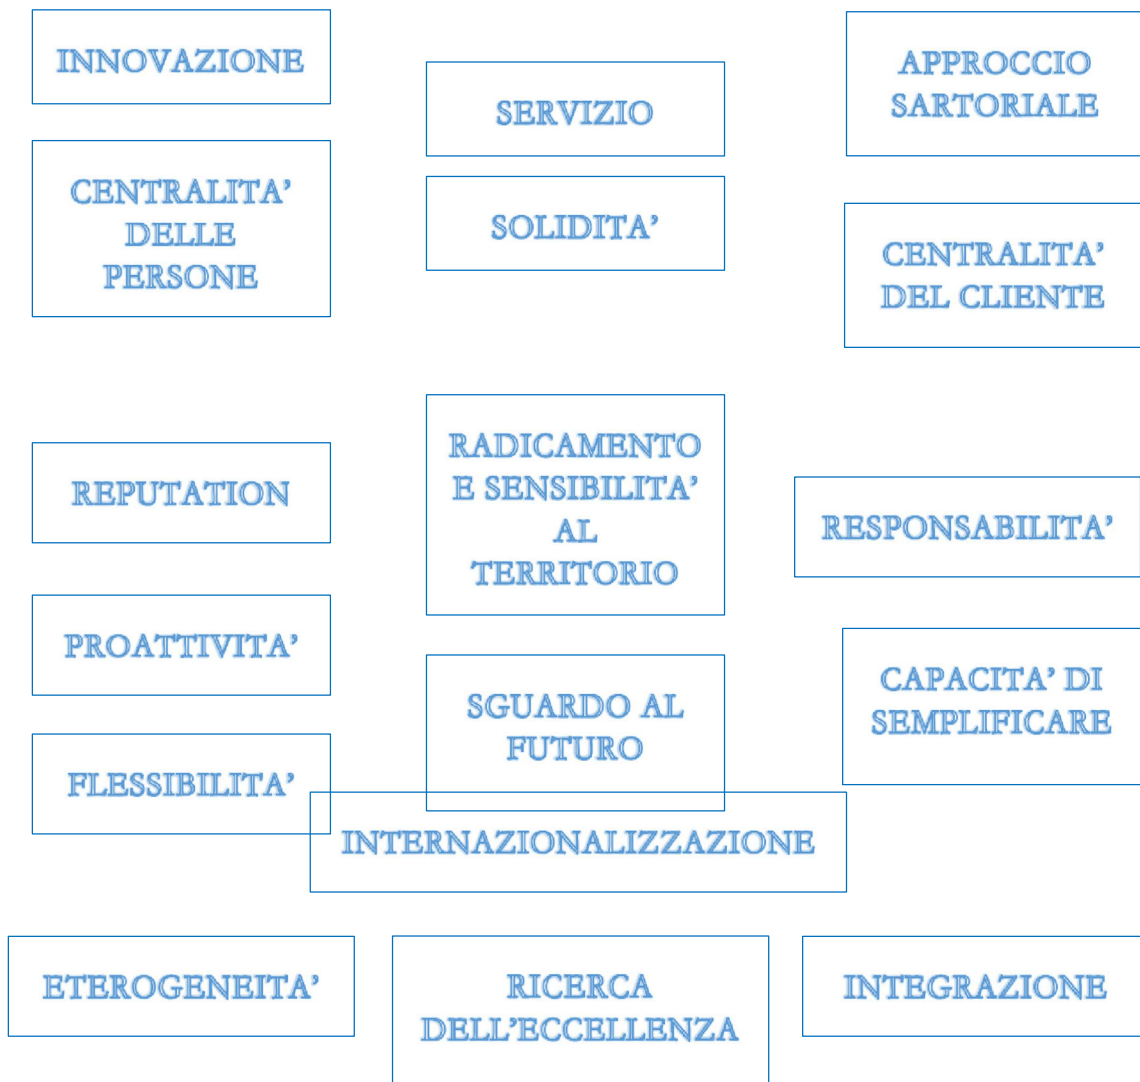 INNOVAZIONE
SERVIZIO
APPROCCIO
SARTORIALE
CENTRALITA’
DELLE
PERSONE
SOLIDITA’
CENTRALITA’
DEL CLIENTE
REPUTATION
RADICAMENTO
E SENSIBILITA’
AL
TERRITORIO
RESPONSABILITA’
PROATTIVITA’
SGUARDO AL
FUTURO
CAPACITA’ DI
SEMPLIFICARE
FLESSIBILITA’
INTERNAZIONALIZZAZIONE
ETEROGENEITA’
RICERCA
DELL’ECCELLENZA
INTEGRAZIONE